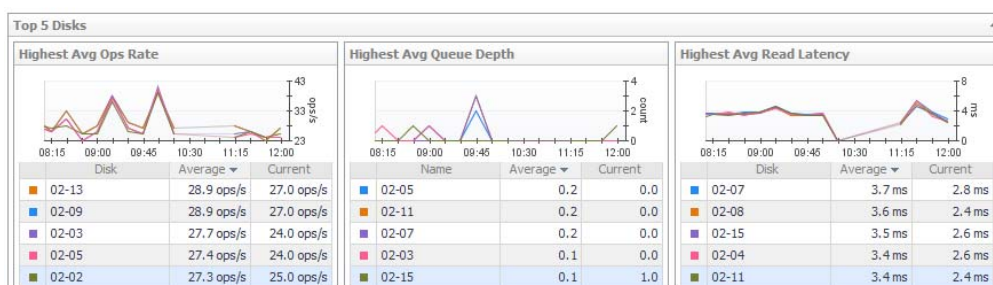 Top 5 Disks
Highest Avg Ops Rate
43
33
23
ops/s
08:15 09:00 09:45 10:30 11:15 12:00
Disk Average Current
02-13 28.9 ops/s 27.0 ops/s
02-09 28.9 ops/s 27.0 ops/s
02-03 27.7 ops/s 24.0 ops/s
02-05 27.4 ops/s 24.0 ops/s
02-02 27.3 ops/s 25.0 ops/s
Highest Avg Queue Depth
4
2
0
count
08:15 09:00 09:45 10:30 11:15 12:00
Name Average Current
02-05 0.2 0.0
02-11 0.2 0.0
02-07 0.2 0.0
02-03 0.1 0.0
02-15 0.1 1.0
Highest Avg Read Latency
8
4
0
ms
08:15 09:00 09:45 10:30 11:15 12:00
Disk Average Current
02-07 3.7 ms 2.8 ms
02-08 3.6 ms 2.4 ms
02-15 3.5 ms 2.6 ms
02-04 3.4 ms 2.6 ms
02-11 3.4 ms 2.4 ms